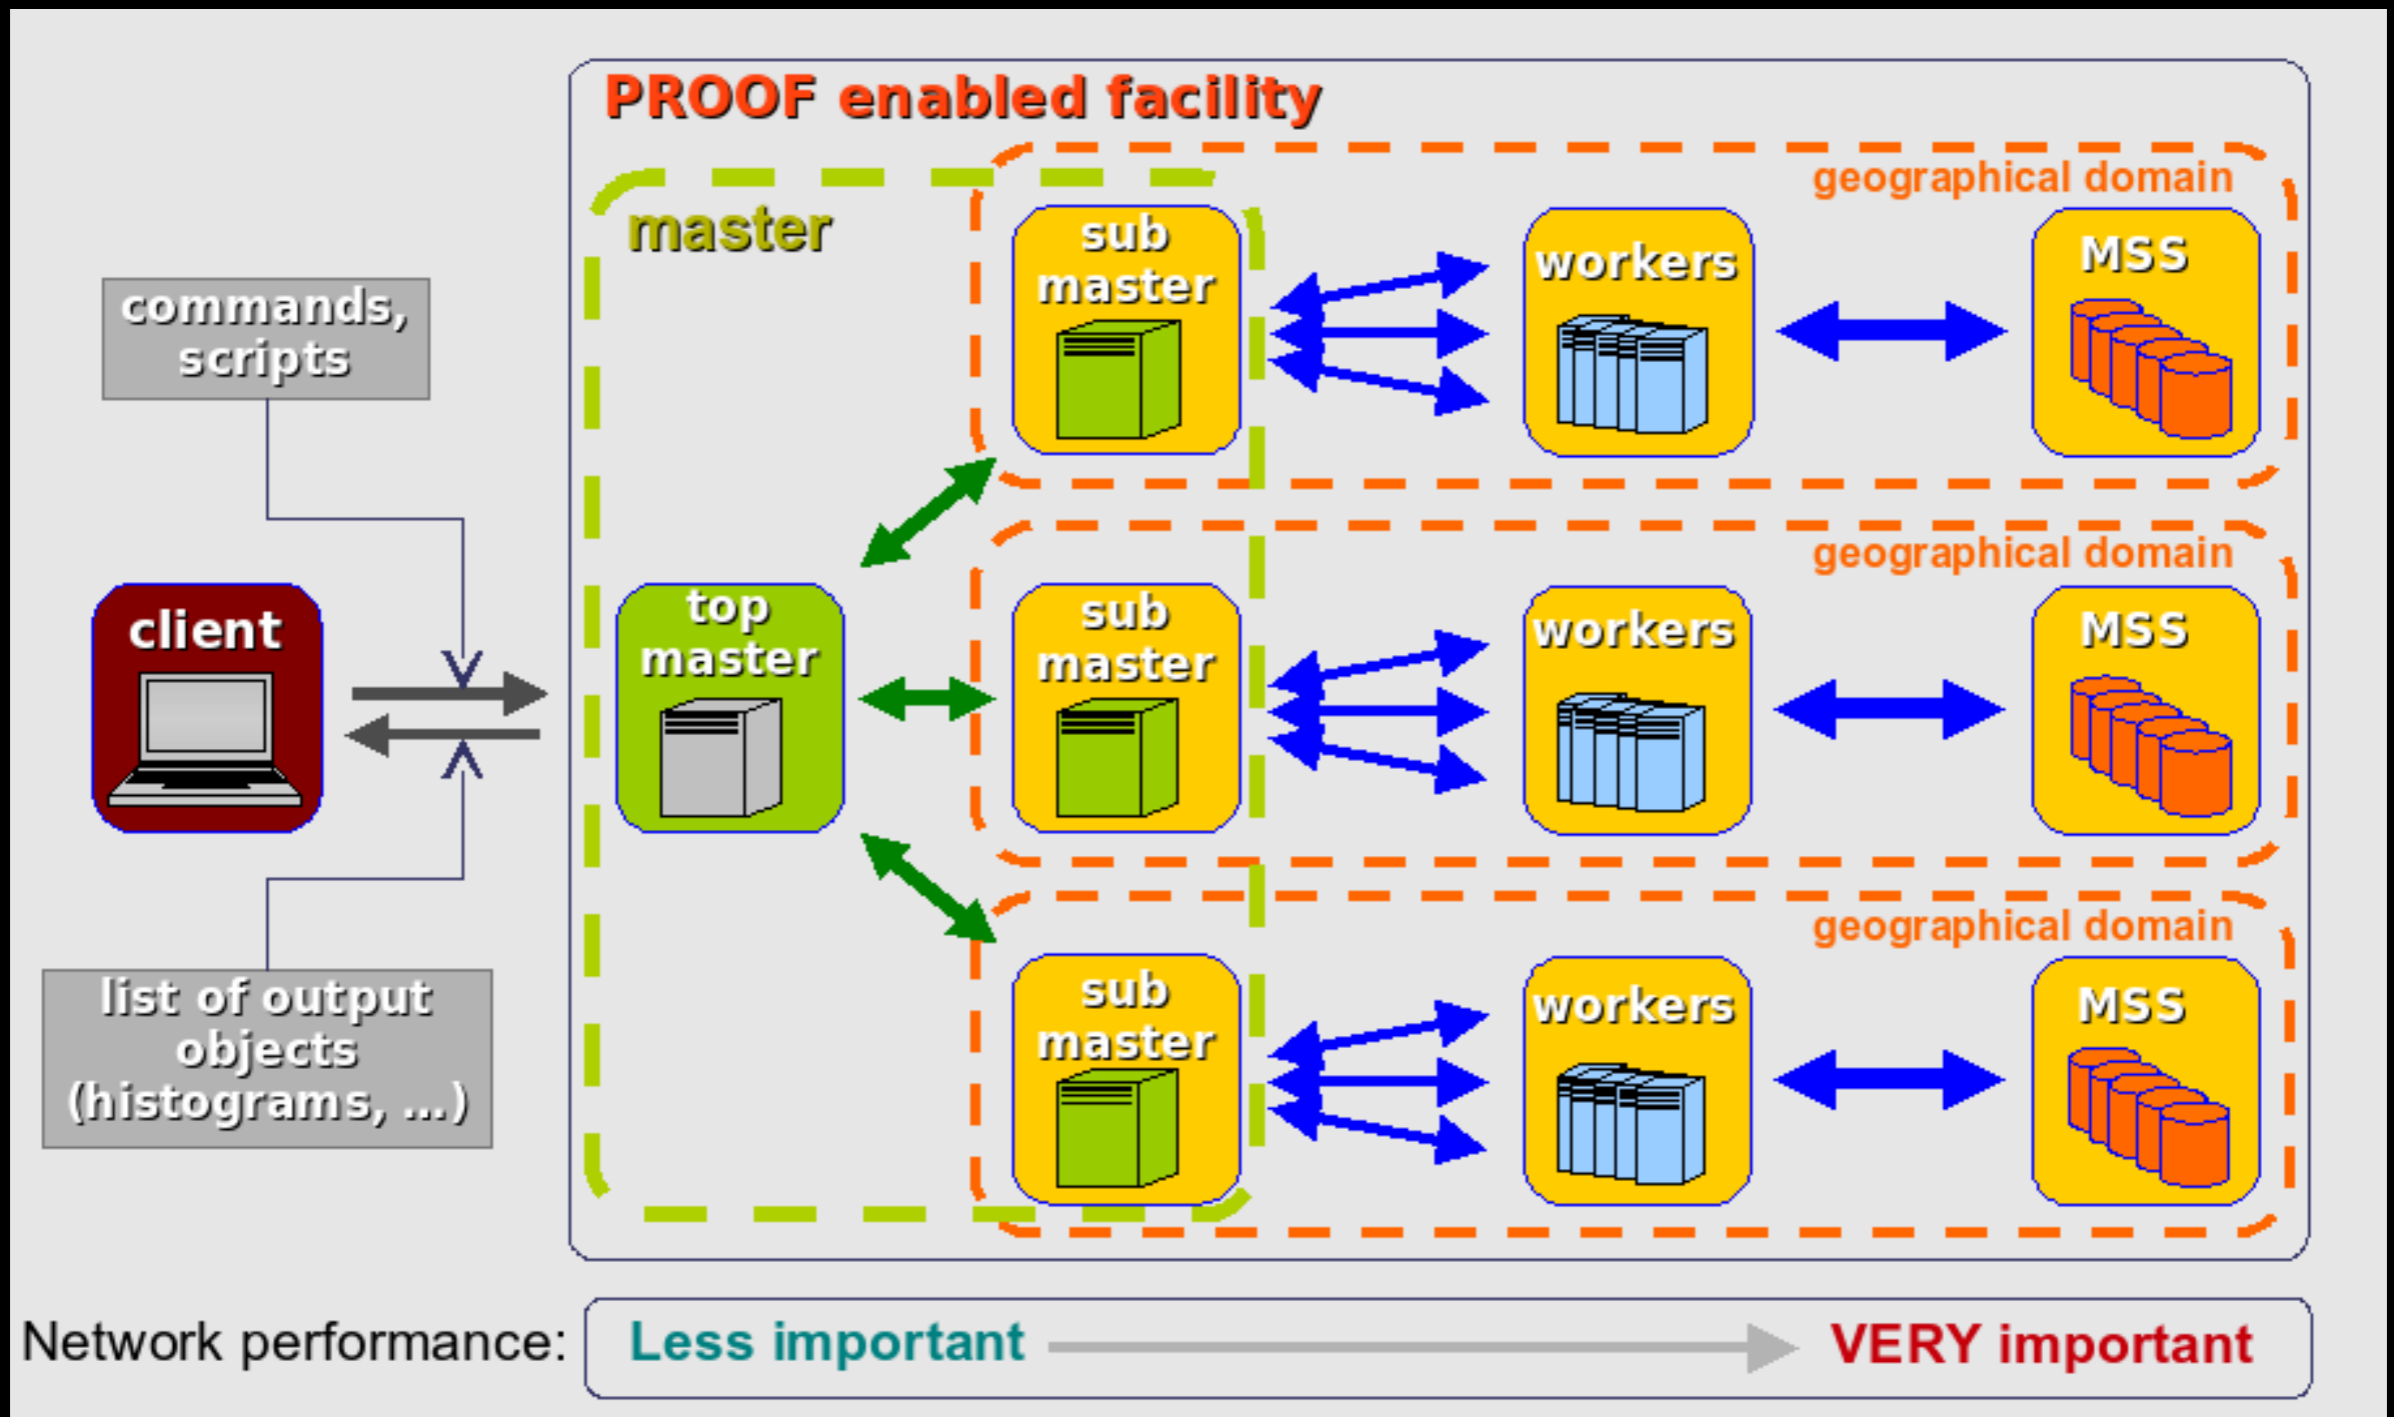 PROOF enabled facility
geographical domain
master
sub
master
workers
MSS
commands,
scripts
geographical domain
client
top
master
sub
master
workers
MSS
geographical domain
list of output
objects
(histograms, ...)
sub
master
workers
MSS
Network performance:
Less important
VERY important